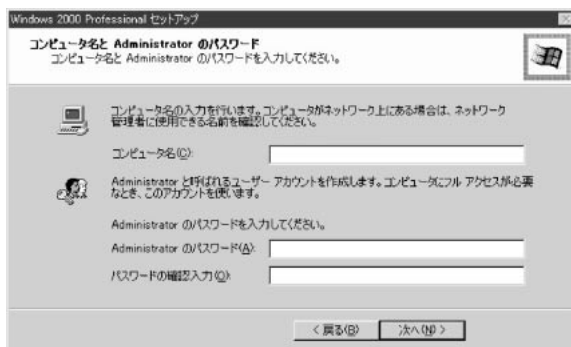 Windows 2000 Professional セットアップ
コンピュータ名と Administrator のパスワード
コンピュータ名と Administrator のパスワードを入力してください。
コンピュータ名の入力を行います。コンピュータがネットワーク上にある場合は、ネットワーク
管理者に使用できる名前を確認してください。
コンピュータ名(C):
Administrator と呼ばれるユーザー アカウントを作成します。コンピュータにフル アクセスが必要
なとき、このアカウントを使います。
Administrator のパスワードを入力してください。
Administrator のパスワード(A):
パスワードの確認入力(O):
< 戻る(B)
次へ(N) >